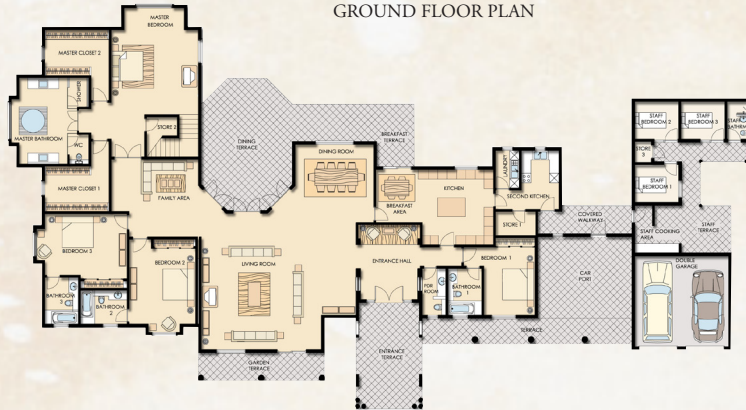 GROUND FLOOR PLAN
MASTER
BEDROOM
MASTER CLOSET 2
SHOWER
MASTER BATHROOM
WC
STORE 2
MASTER CLOSET 1
FAMILY AREA
DINING
TERRACE
DINING ROOM
BREAKFAST
TERRACE
BREAKFAST
AREA
KITCHEN
LAUNDRY
SECOND KITCHEN
STORE 1
BEDROOM 3
BATHROOM
BEDROOM 2
BATHROOM
2
LIVING ROOM
ENTRANCE HALL
PDR
ROOM
BATHROOM
1
BEDROOM 1
GARDEN
TERRACE
ENTRANCE
TERRACE
TERRACE
CAR
PORT
COVERED
WALKWAY
STAFF
BEDROOM 2
STAFF
BEDROOM 3
STAFF
STORE
3
STAFF
BEDROOM 1
STAFF COOKING
AREA
STAFF
TERRACE
DOUBLE
GARAGE